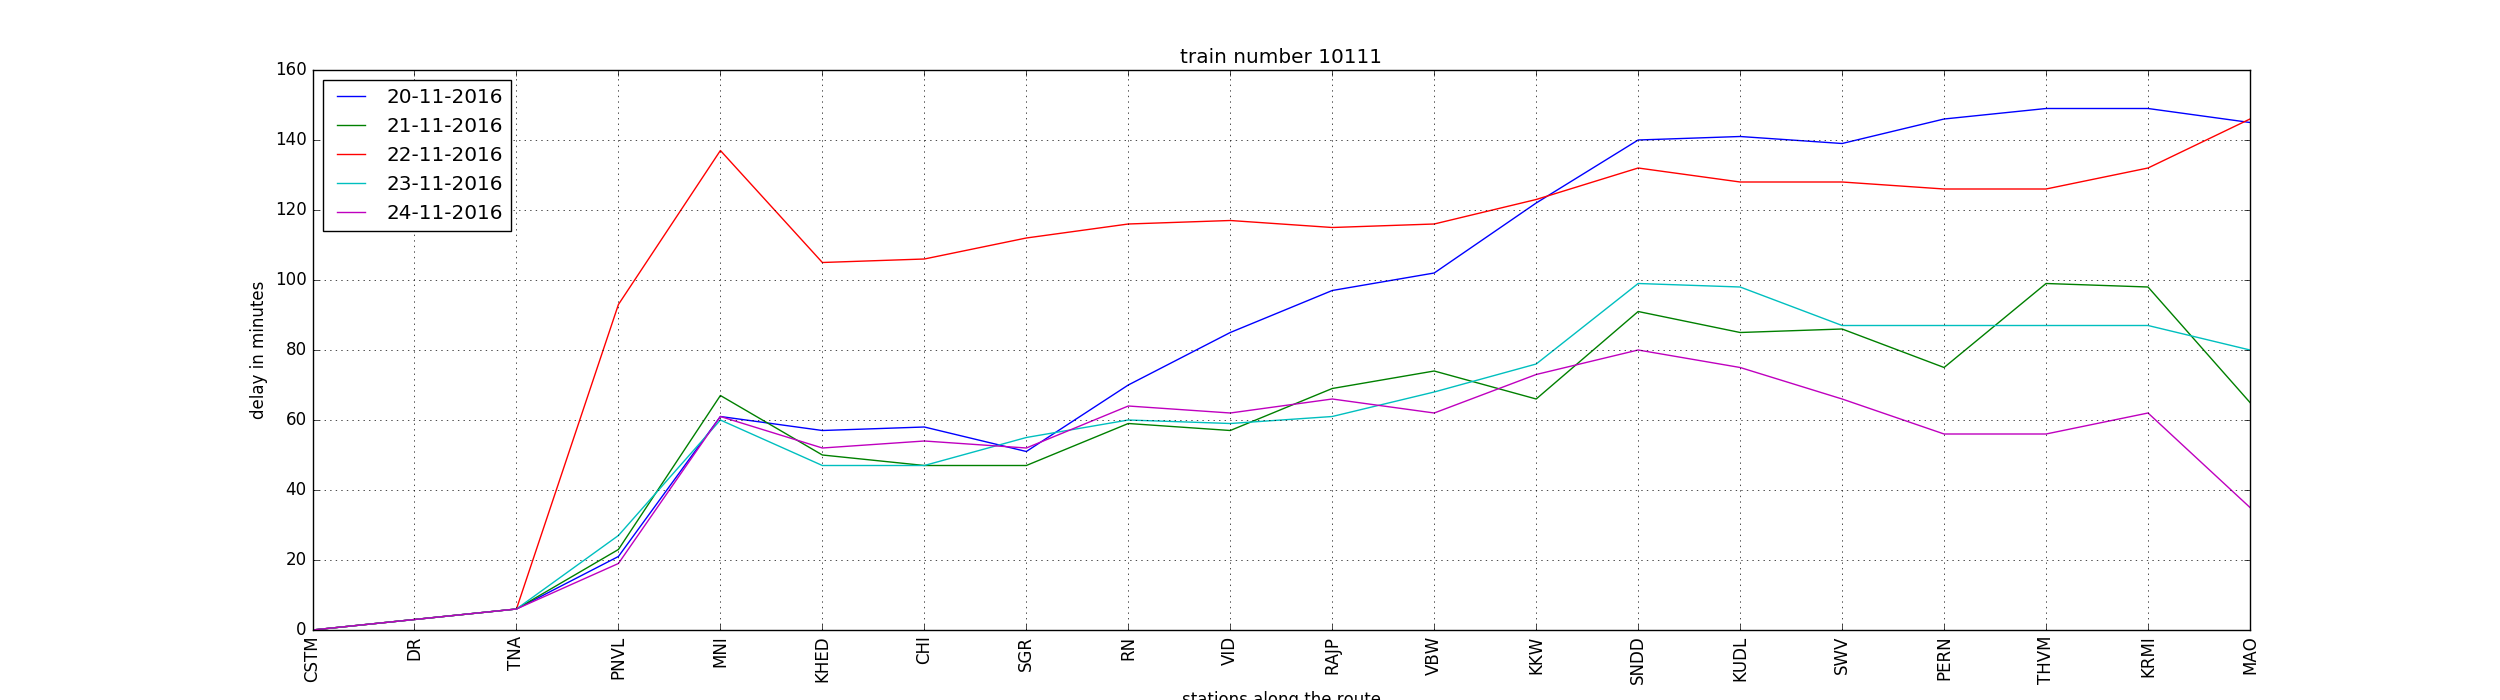 train number 10111
160
140
120
100
80
60
40
20
0
delay in minutes
20-11-2016
21-11-2016
22-11-2016
23-11-2016
24-11-2016
CSTM
DR
TNA
PNVL
MNI
KHED
CHI
SGR
RN
VID
RAJP
VBW
KKW
SNDD
KUDL
SWV
PERN
THVM
KRMI
MAO
stations along the route